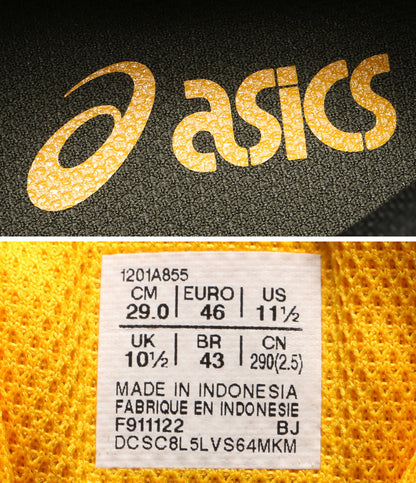 asics
1201A855
CM EURO US
29.0 46 11½
UK BR CN
10½ 43 290(2.5)
MADE IN INDONESIA
FABRIQUE EN INDONESIE
F911122 BJ
DCSC8L5LVS64MKM